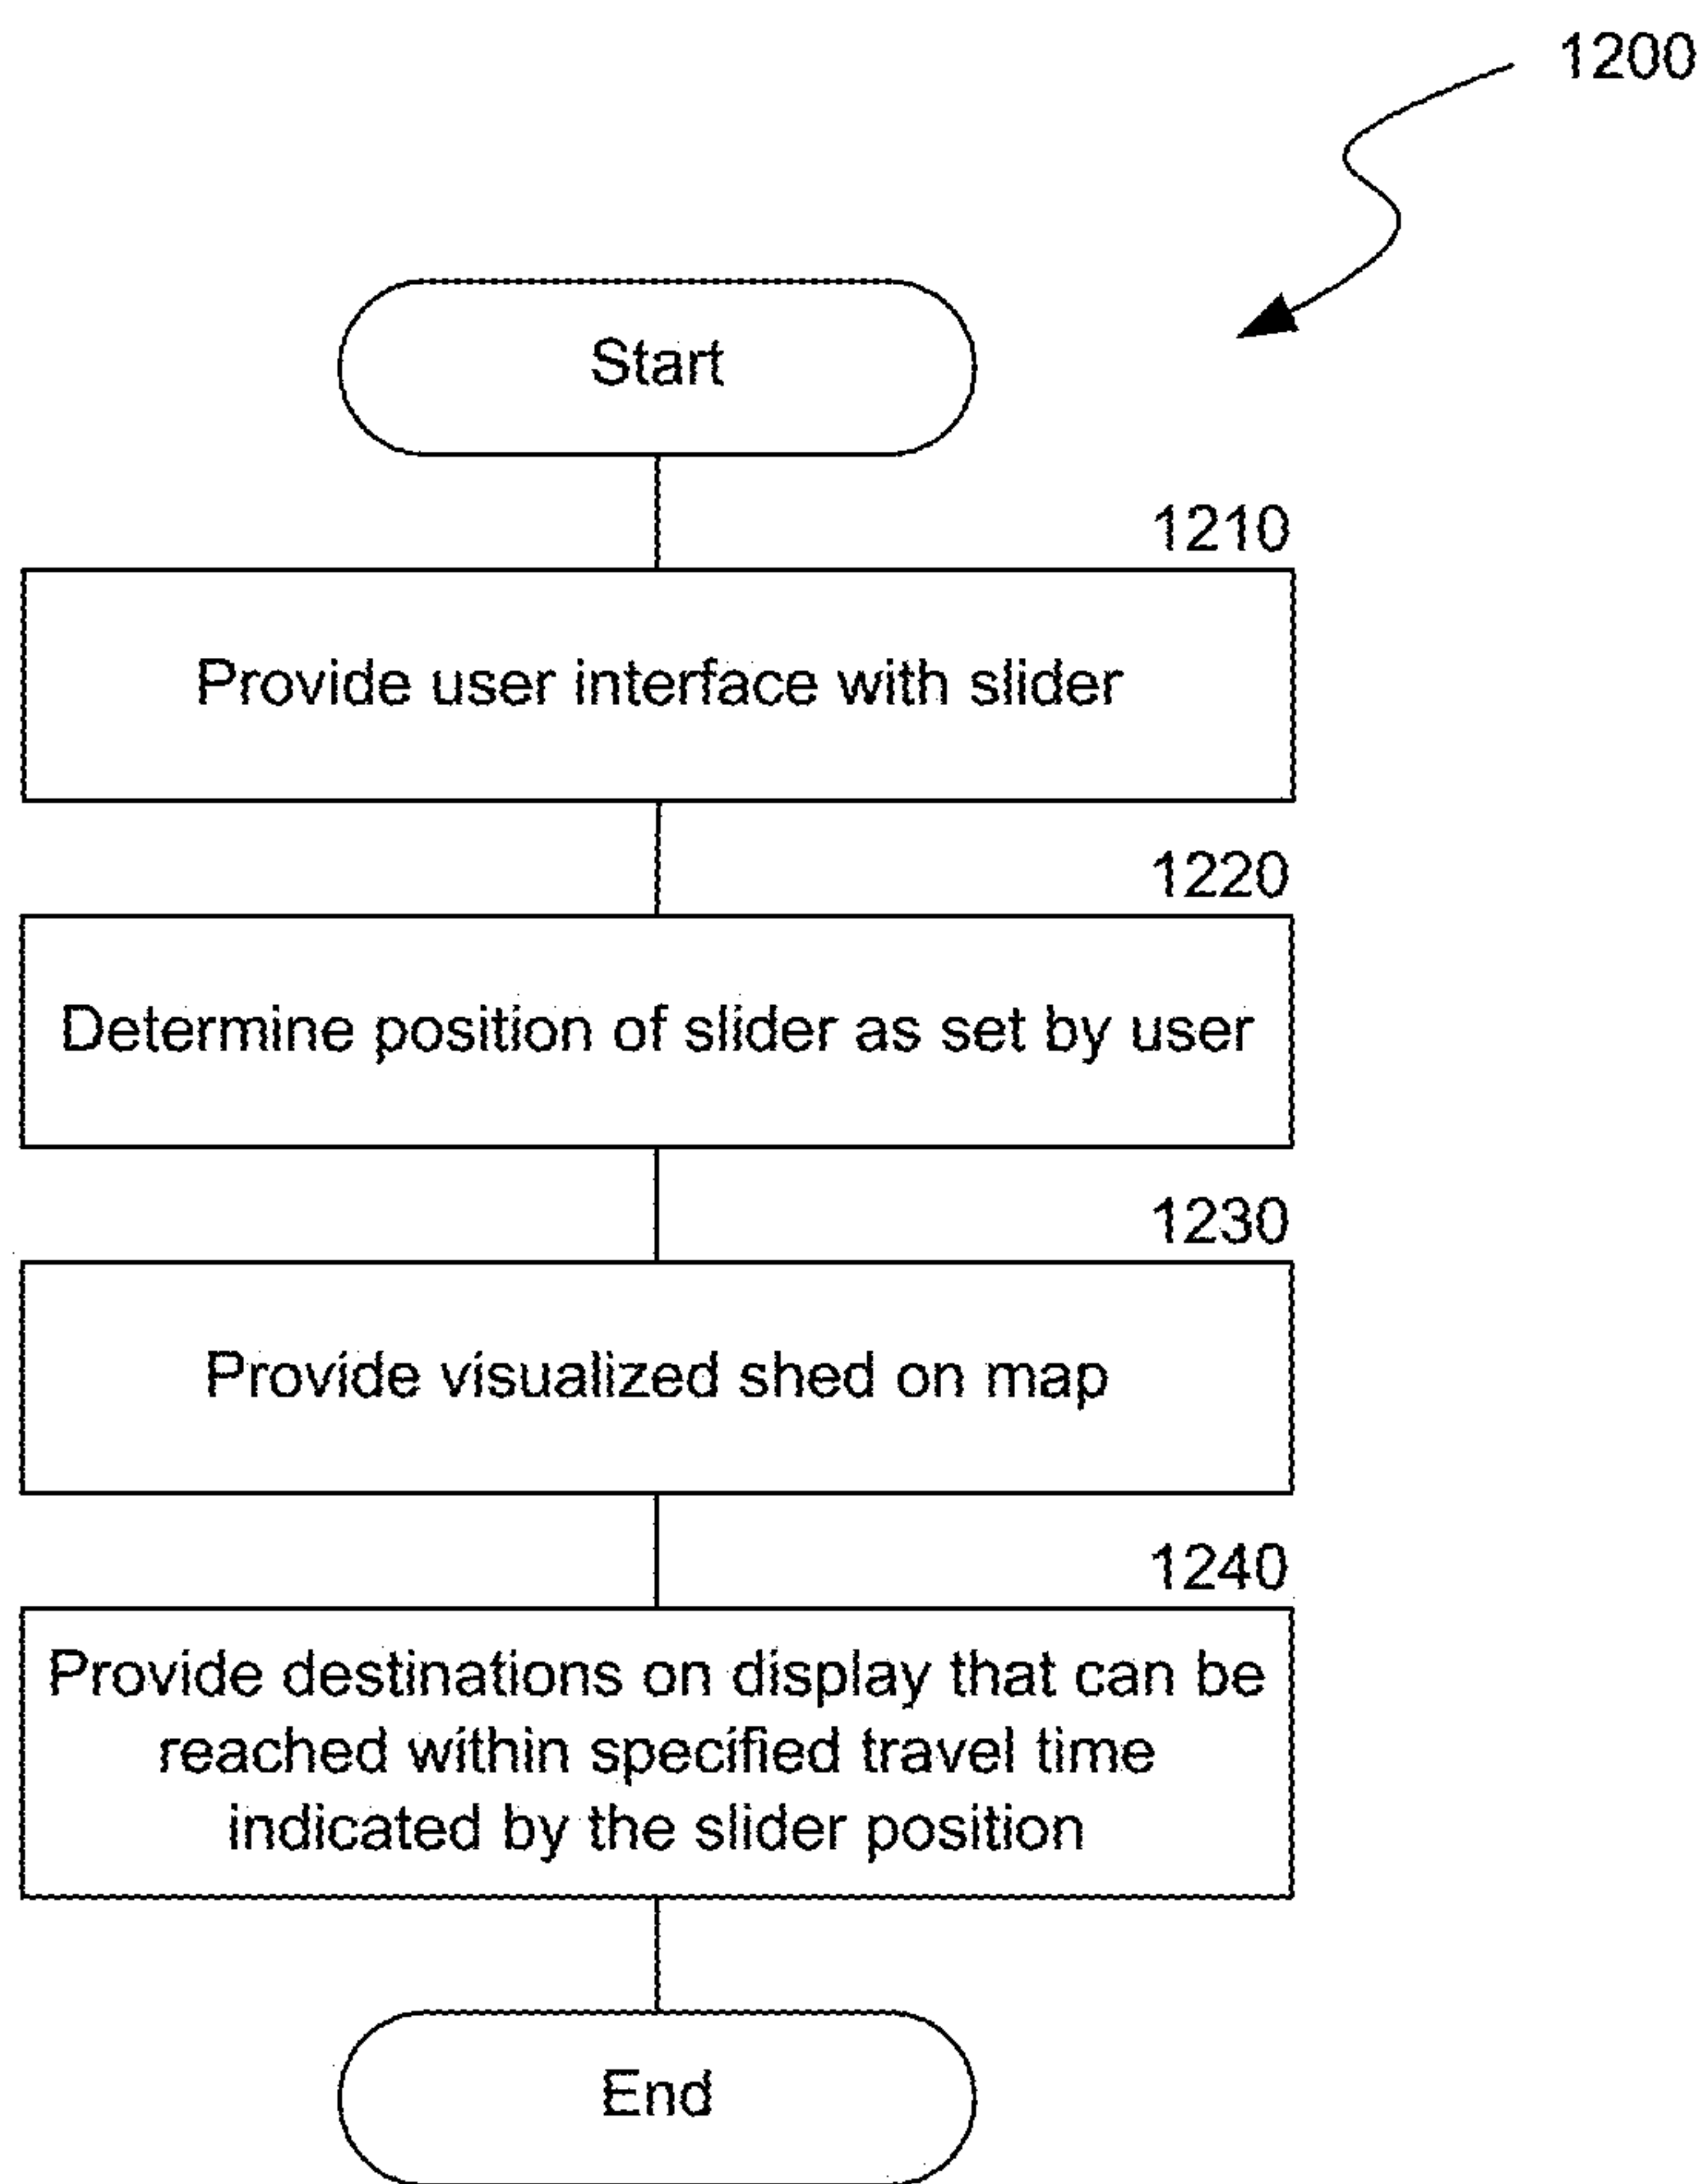 1200
Start
1210
Provide user interface with slider
1220
Determine position of slider as set by user
1230
Provide visualized shed on map
1240
Provide destinations on display that can be
reached within specified travel time
indicated by the slider position
End